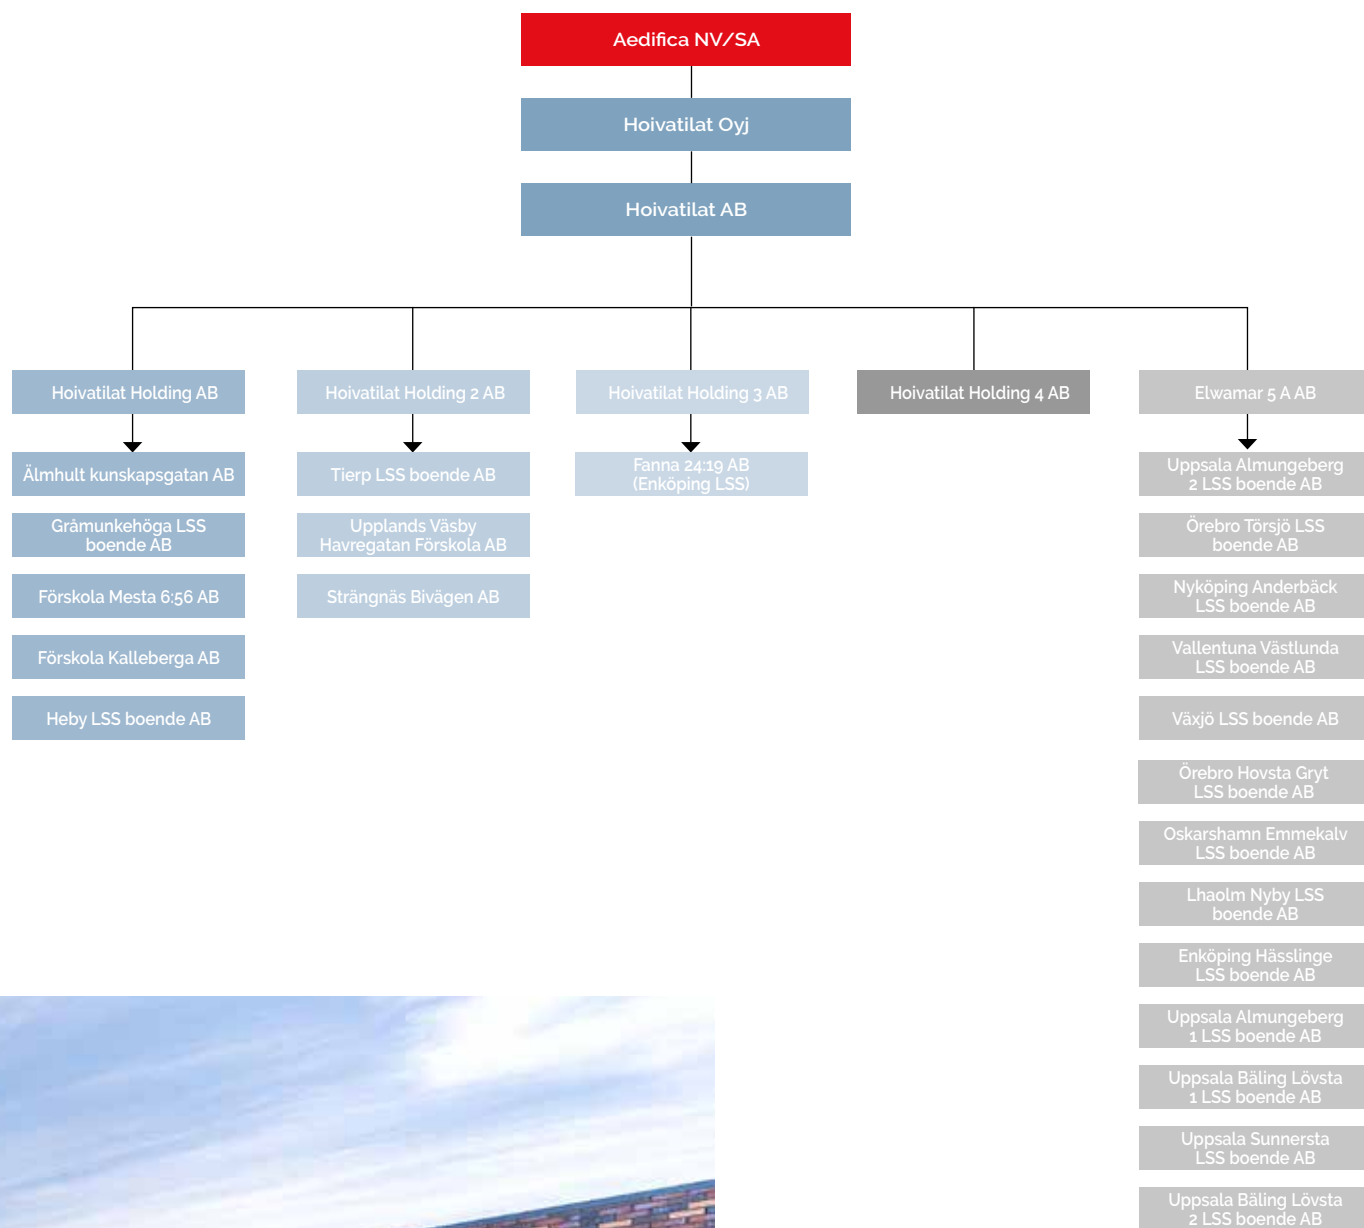 Aedifica NV/SA
Hoivatilat Oyj
Hoivatilat AB
Hoivatilat Holding AB
Älmhult kunskapsgatan AB
Gråmunkehöga LSS
boende AB
Förskola Mesta 6:56 AB
Förskola Kalleberga AB
Heby LSS boende AB
Hoivatilat Holding 2 AB
Tierp LSS boende AB
Upplands Väsby
Havregatan Förskola AB
Strängnäs Bivägen AB
Hoivatilat Holding 3 AB
Fanna 24:19 AB
(Enköping LSS)
Hoivatilat Holding 4 AB
Elwamar 5 A AB
Uppsala Almungeberg
2 LSS boende AB
Örebro Törsjö LSS
boende AB
Nyköping Anderbäck
LSS boende AB
Vallentuna Västlunda
LSS boende AB
Växjö LSS boende AB
Örebro Hovsta Gryt
LSS boende AB
Oskarshamn Emmekalv
LSS boende AB
Lhaolm Nyby LSS
boende AB
Enköping Hässlinge
LSS boende AB
Uppsala Almungeberg
1 LSS boende AB
Uppsala Bäling Lövsta
1 LSS boende AB
Uppsala Sunnersta
LSS boende AB
Uppsala Bäling Lövsta
2 LSS boende AB